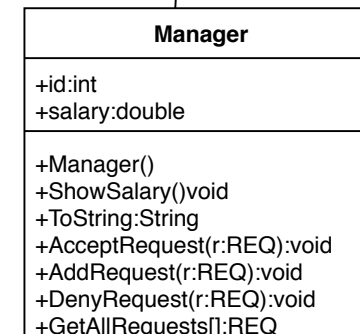 Manager
+id:int
+salary:double
+Manager()
+ShowSalary()void
+ToString:String
+AcceptRequest(r:REQ):void
+AddRequest(r:REQ):void
+DenyRequest(r:REQ):void
+GetAllRequests[]:REQ